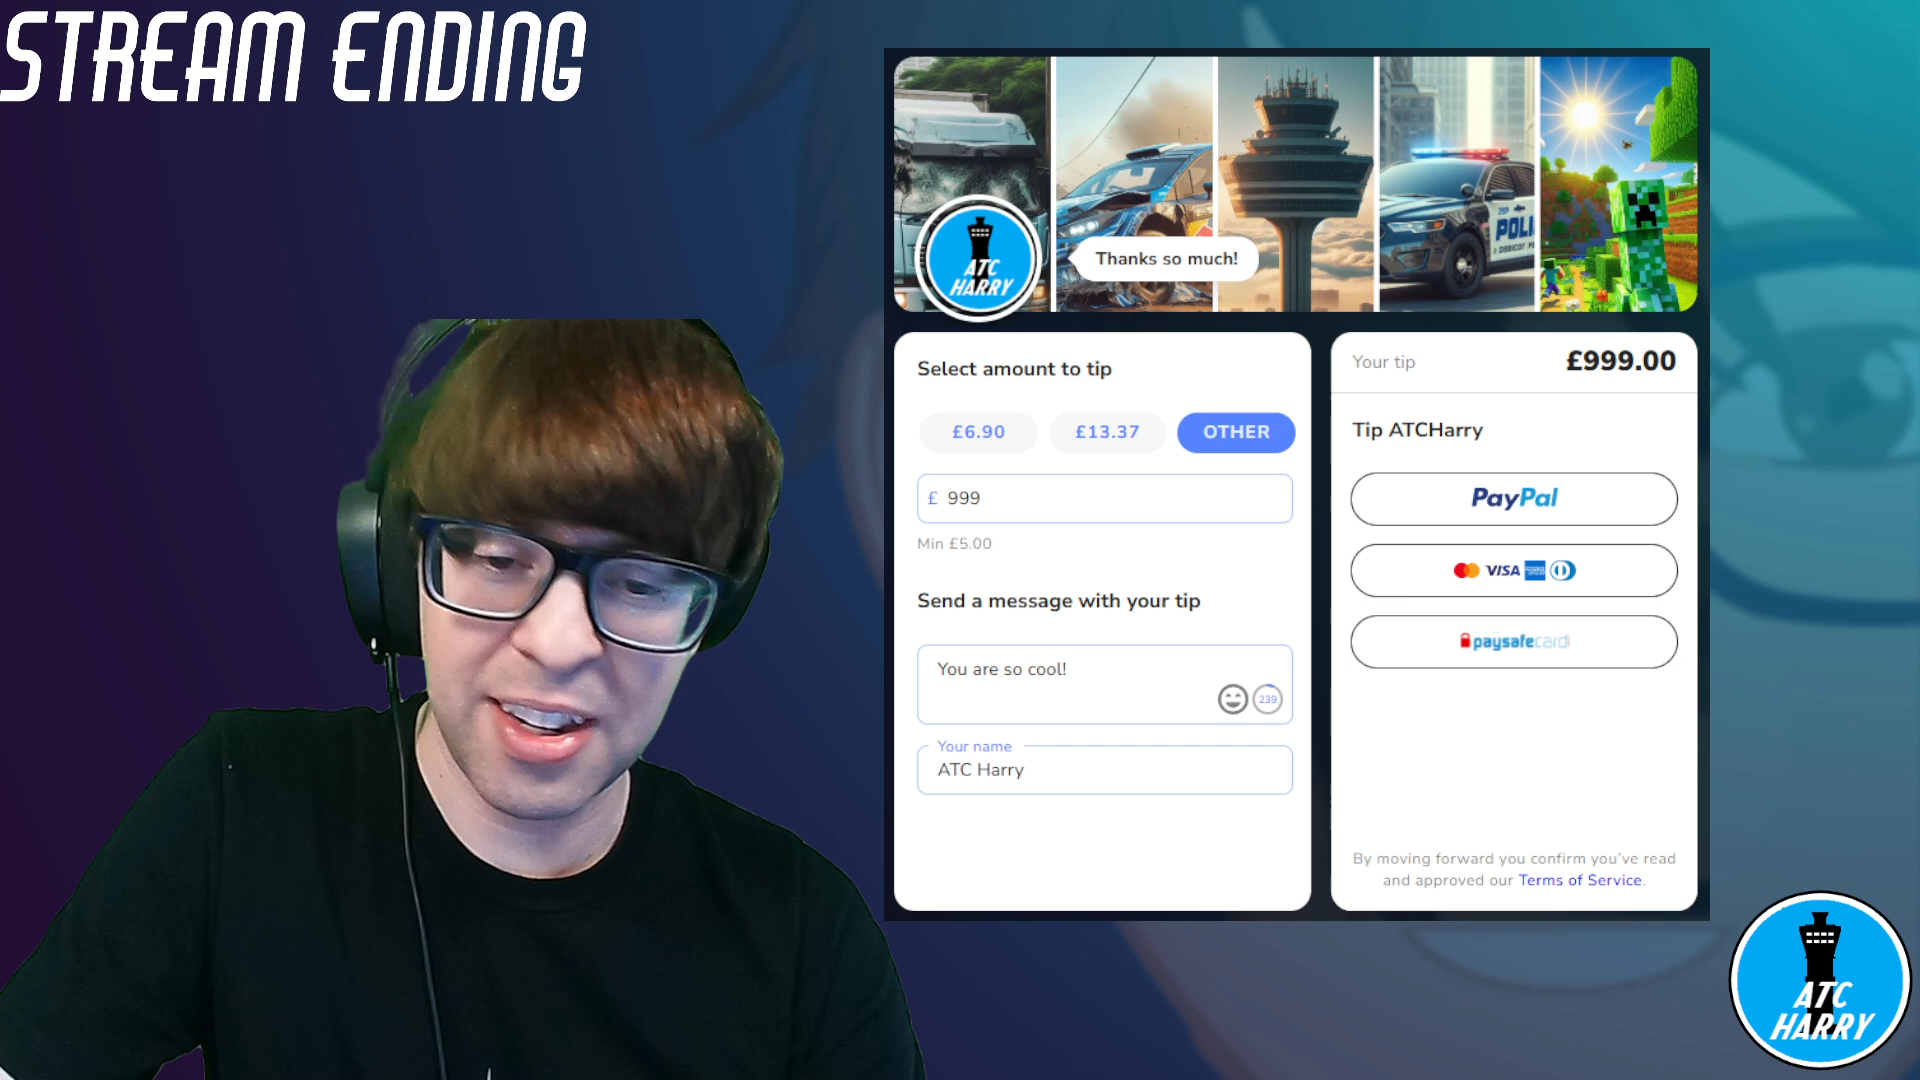 STREAM ENDING
ATC
HARRY
Thanks so much!
POLI
Select amount to tip
£6.90
£13.37
OTHER
£ 999
Min £5.00
Send a message with your tip
You are so cool!
239
Your name
ATC Harry
Your tip
£999.00
Tip ATCHarry
PayPal
VISA
paysafecard
By moving forward you confirm you've read
and approved our Terms of Service.
ATC
HARRY